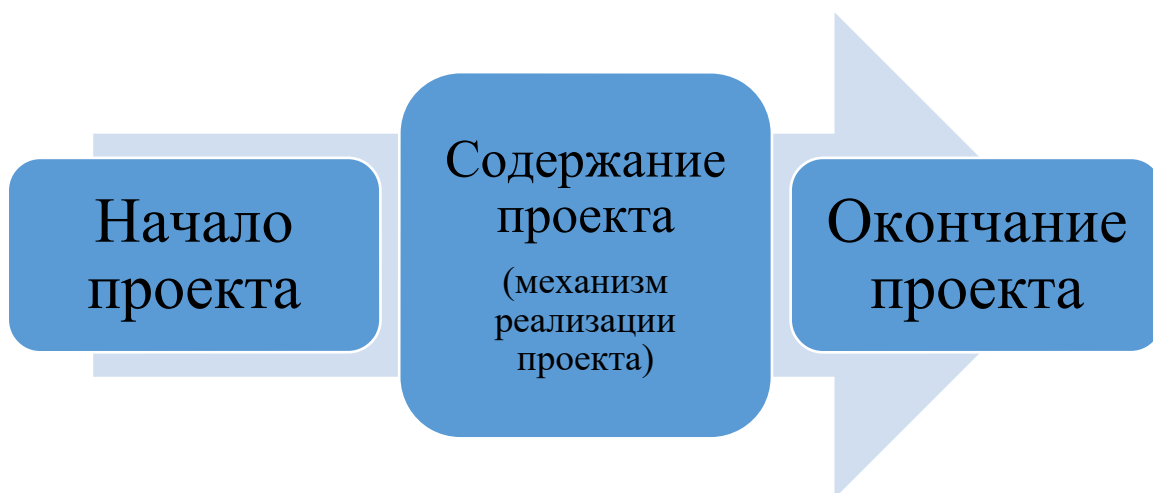 Начало
проекта
Содержание
проекта
(механизм
реализации
проекта)
Окончание
проекта